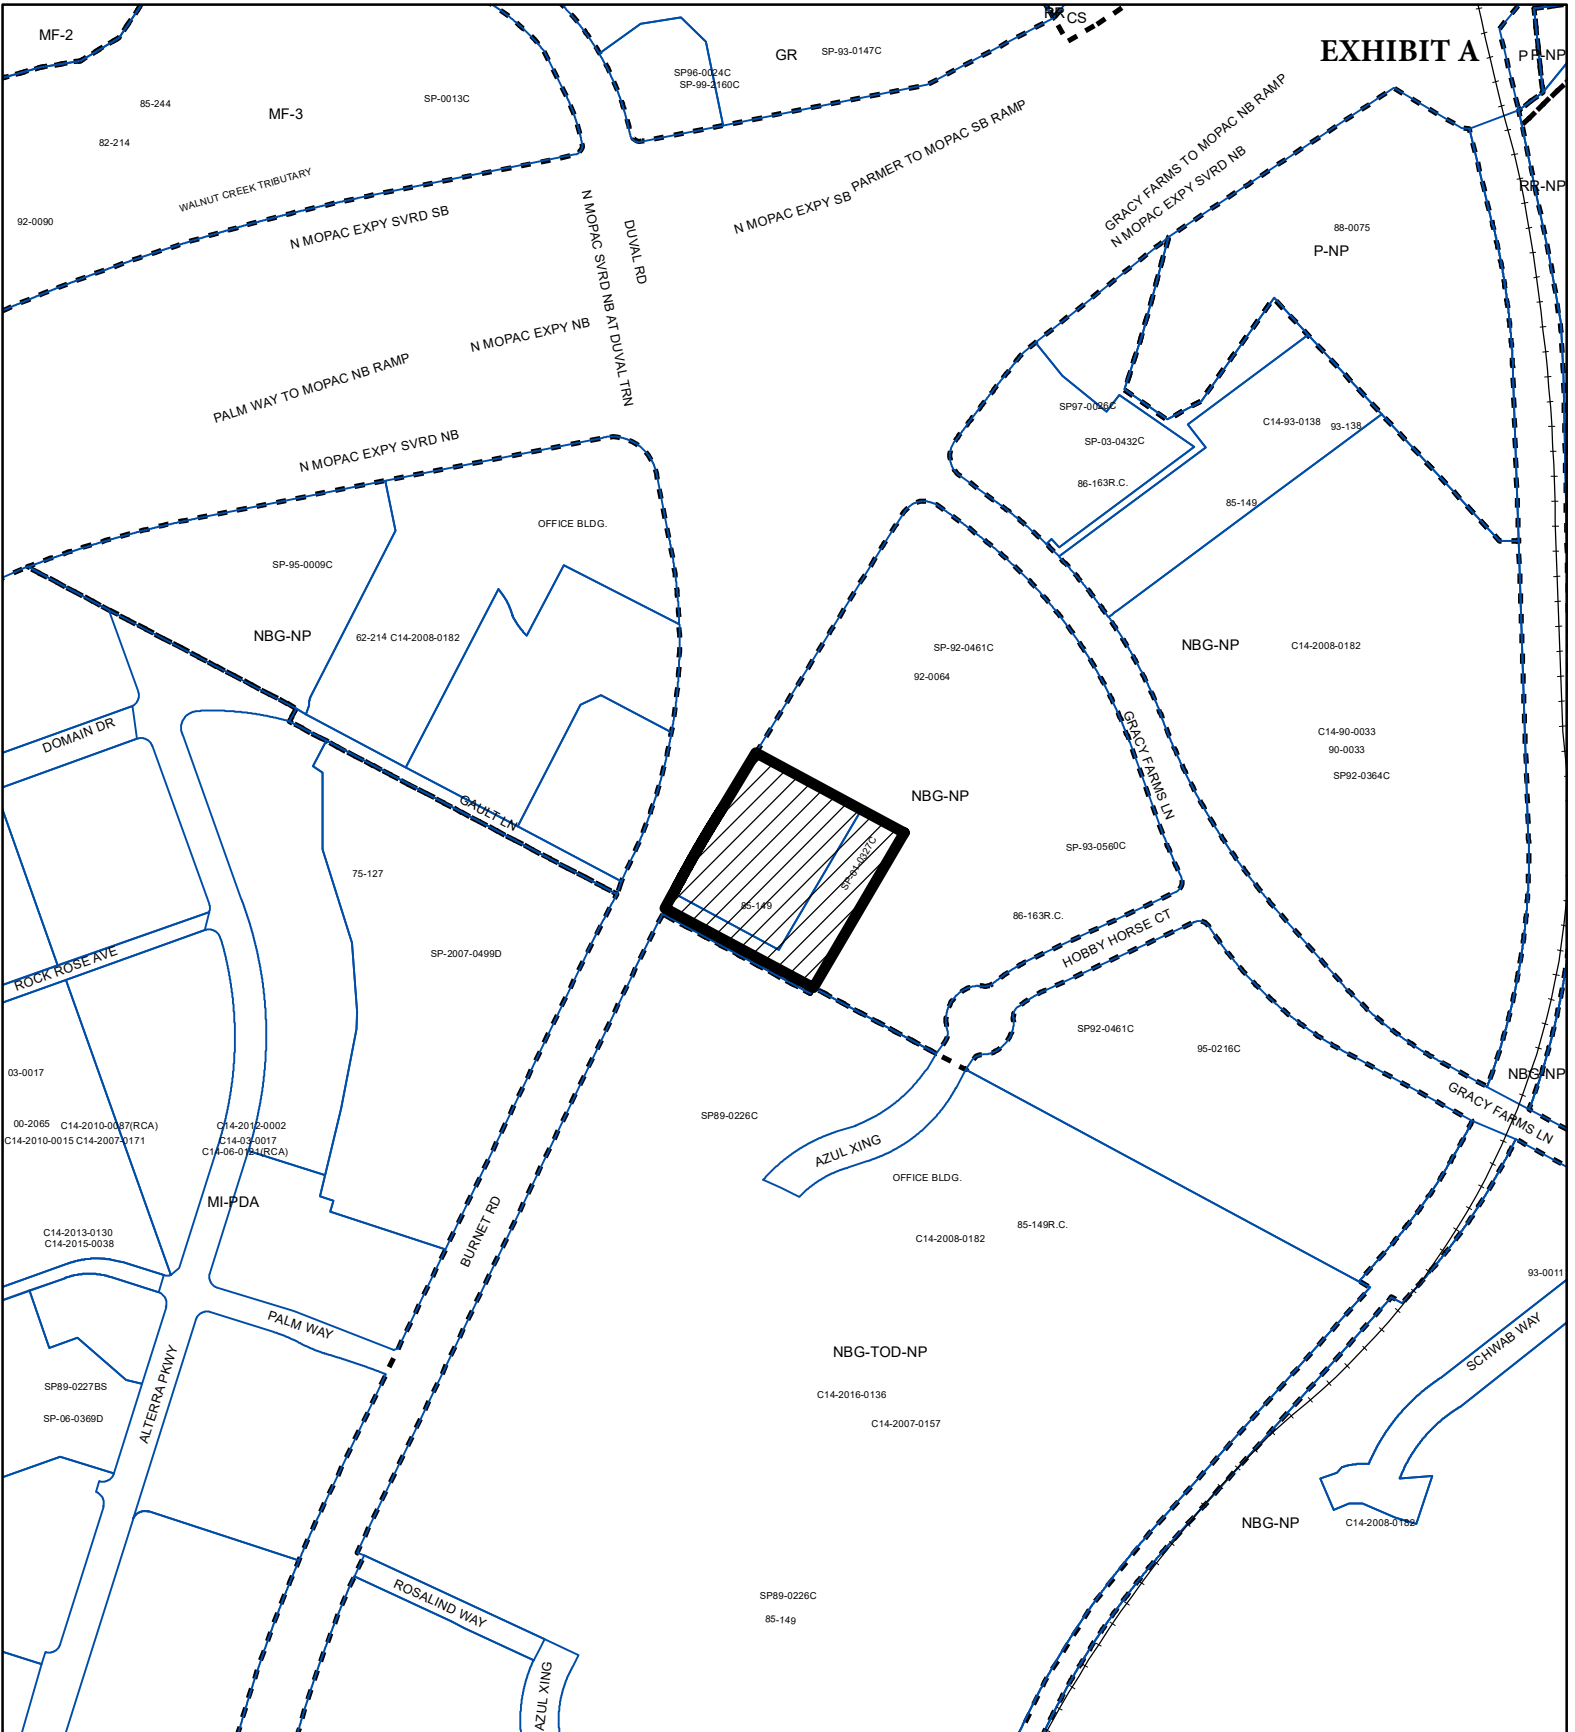 MF-2
RR
CS
EXHIBIT A
GR
SP-93-0147C
P
PP-NP
SP96-0024C
SP-99-2160C
85-244
SP-0013C
MF-3
82-214
PARMER TO MOPAC SB RAMP
GRACY FARMS TO MOPAC NB RAMP
N MOPAC EXPY SVRD NB
RR-NP
WALNUT CREEK TRIBUTARY
92-0090
N MOPAC EXPY SVRD SB
N MOPAC SVRD NB AT DUVAL TRN
DUVAL RD
N MOPAC EXPY SB
88-0075
P-NP
N MOPAC EXPY NB
PALM WAY TO MOPAC NB RAMP
SP97-0026C
C14-93-0138
93-138
N MOPAC EXPY SVRD NB
SP-03-0432C
86-163R.C.
85-149
OFFICE BLDG.
SP-95-0009C
NBG-NP
62-214
C14-2008-0182
SP-92-0461C
92-0064
NBG-NP
C14-2008-0182
DOMAIN DR
GRACY FARMS LN
C14-90-0033
90-0033
SP92-0364C
NBG-NP
GAULT LN
SP-93-0560C
SP-01-0327C
75-127
85-149
86-163R.C.
HOBBY HORSE CT
SP-2007-0499D
ROCK ROSE AVE
SP92-0461C
95-0216C
03-0017
NBG-NP
GRACY FARMS LN
SP89-0226C
00-2065
C14-2010-0087(RCA)
C14-2012-0002
C14-2010-0015
C14-2007-0171
C14-03-0017
C14-06-0121(RCA)
AZUL XING
OFFICE BLDG.
MI-PDA
BURNET RD
85-149R.C.
C14-2013-0130
C14-2015-0038
C14-2008-0182
93-0011
PALM WAY
SCHWAB WAY
NBG-TOD-NP
SP89-0227BS
ALTERRA PKWY
C14-2016-0136
SP-06-0369D
C14-2007-0157
NBG-NP
C14-2008-0182
ROSALIND WAY
SP89-0226C
85-149
AZUL XING